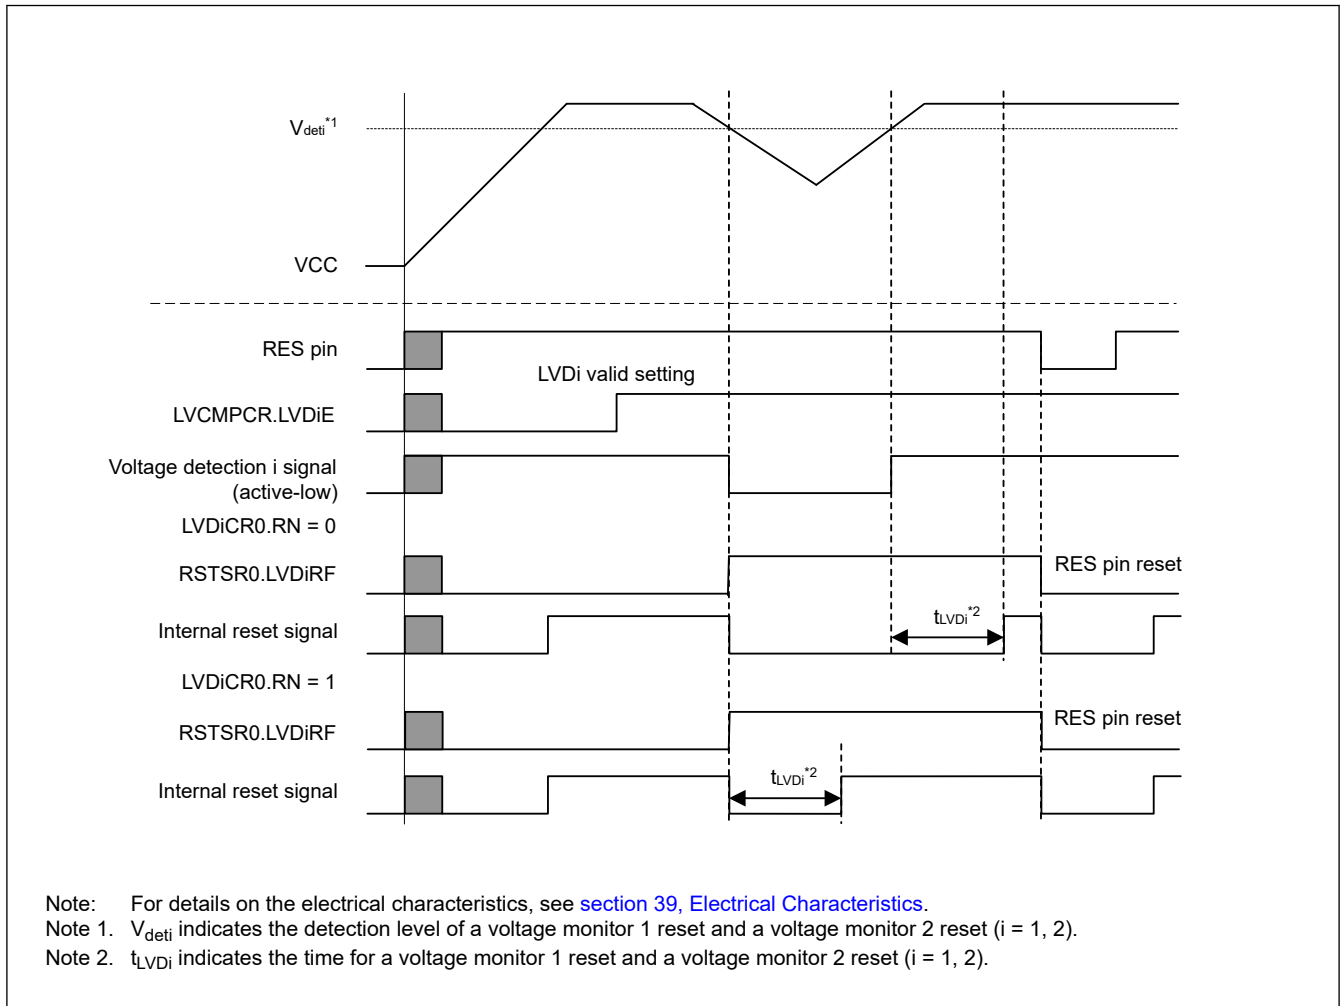 Vdeti*1
VCC
RES pin
LVDi valid setting
LVCMPCR.LVDiE
Voltage detection i signal
(active-low)
LVDiCR0.RN = 0
RSTSR0.LVDiRF
RES pin reset
Internal reset signal
tLVDi*2
LVDiCR0.RN = 1
RSTSR0.LVDiRF
RES pin reset
Internal reset signal
tLVDi*2
Note: For details on the electrical characteristics, see section 39, Electrical Characteristics.
Note 1. Vdeti indicates the detection level of a voltage monitor 1 reset and a voltage monitor 2 reset (i = 1, 2).
Note 2. tLVDi indicates the time for a voltage monitor 1 reset and a voltage monitor 2 reset (i = 1, 2).